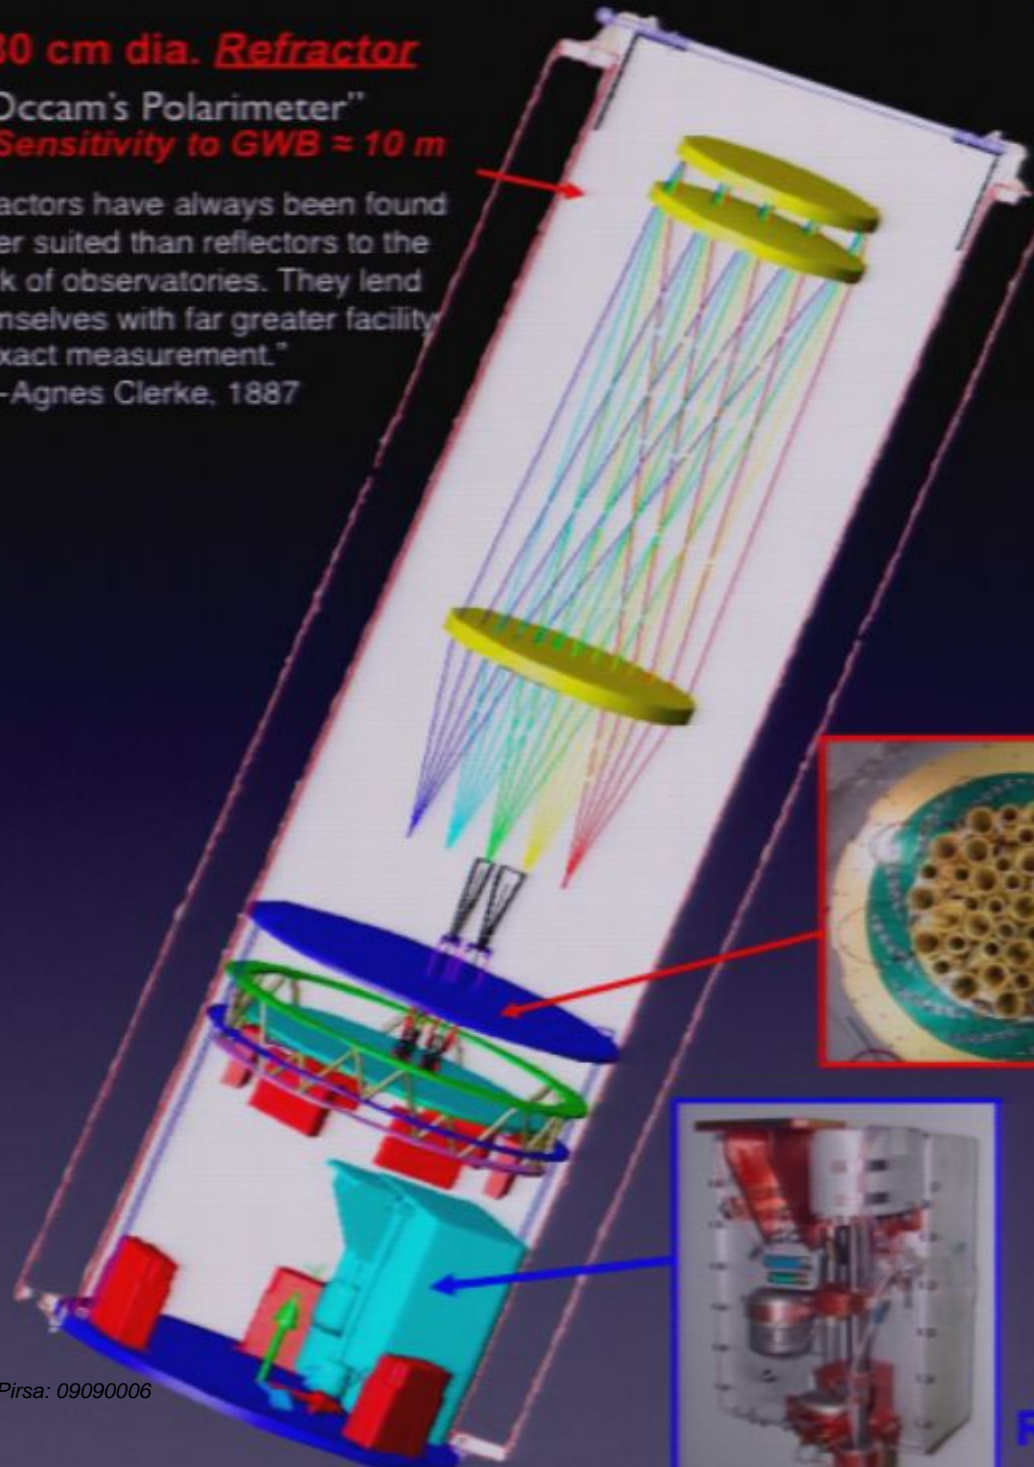 30 cm dia. Refractor
Occam's Polarimeter"
Sensitivity to GWB ≈ 10 m
actors have always been found
er suited than reflectors to the
k of observatories. They lend
nselves with far greater facility
xact measurement."
-Agnes Clerke, 1887
Pirsa: 09090006